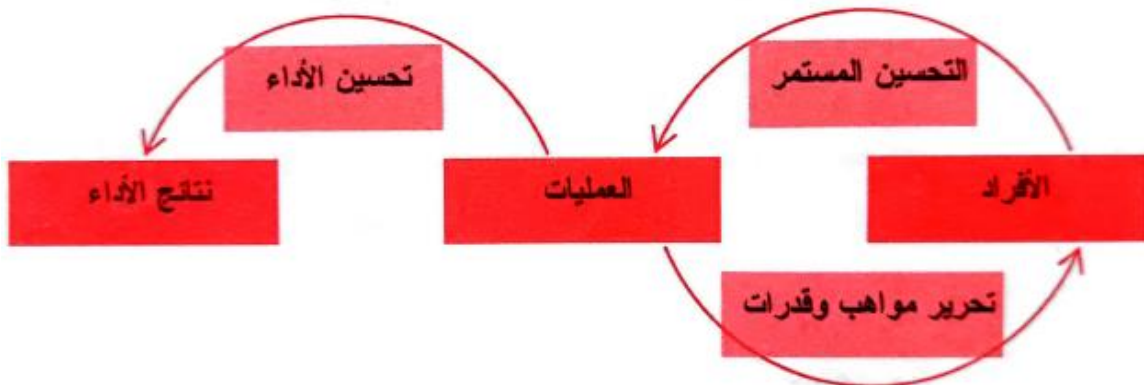 التحسين المستمر
تحسين الأداء
الأفراد
العمليات
نتائج الأداء
تحرير مواهب وقدرات